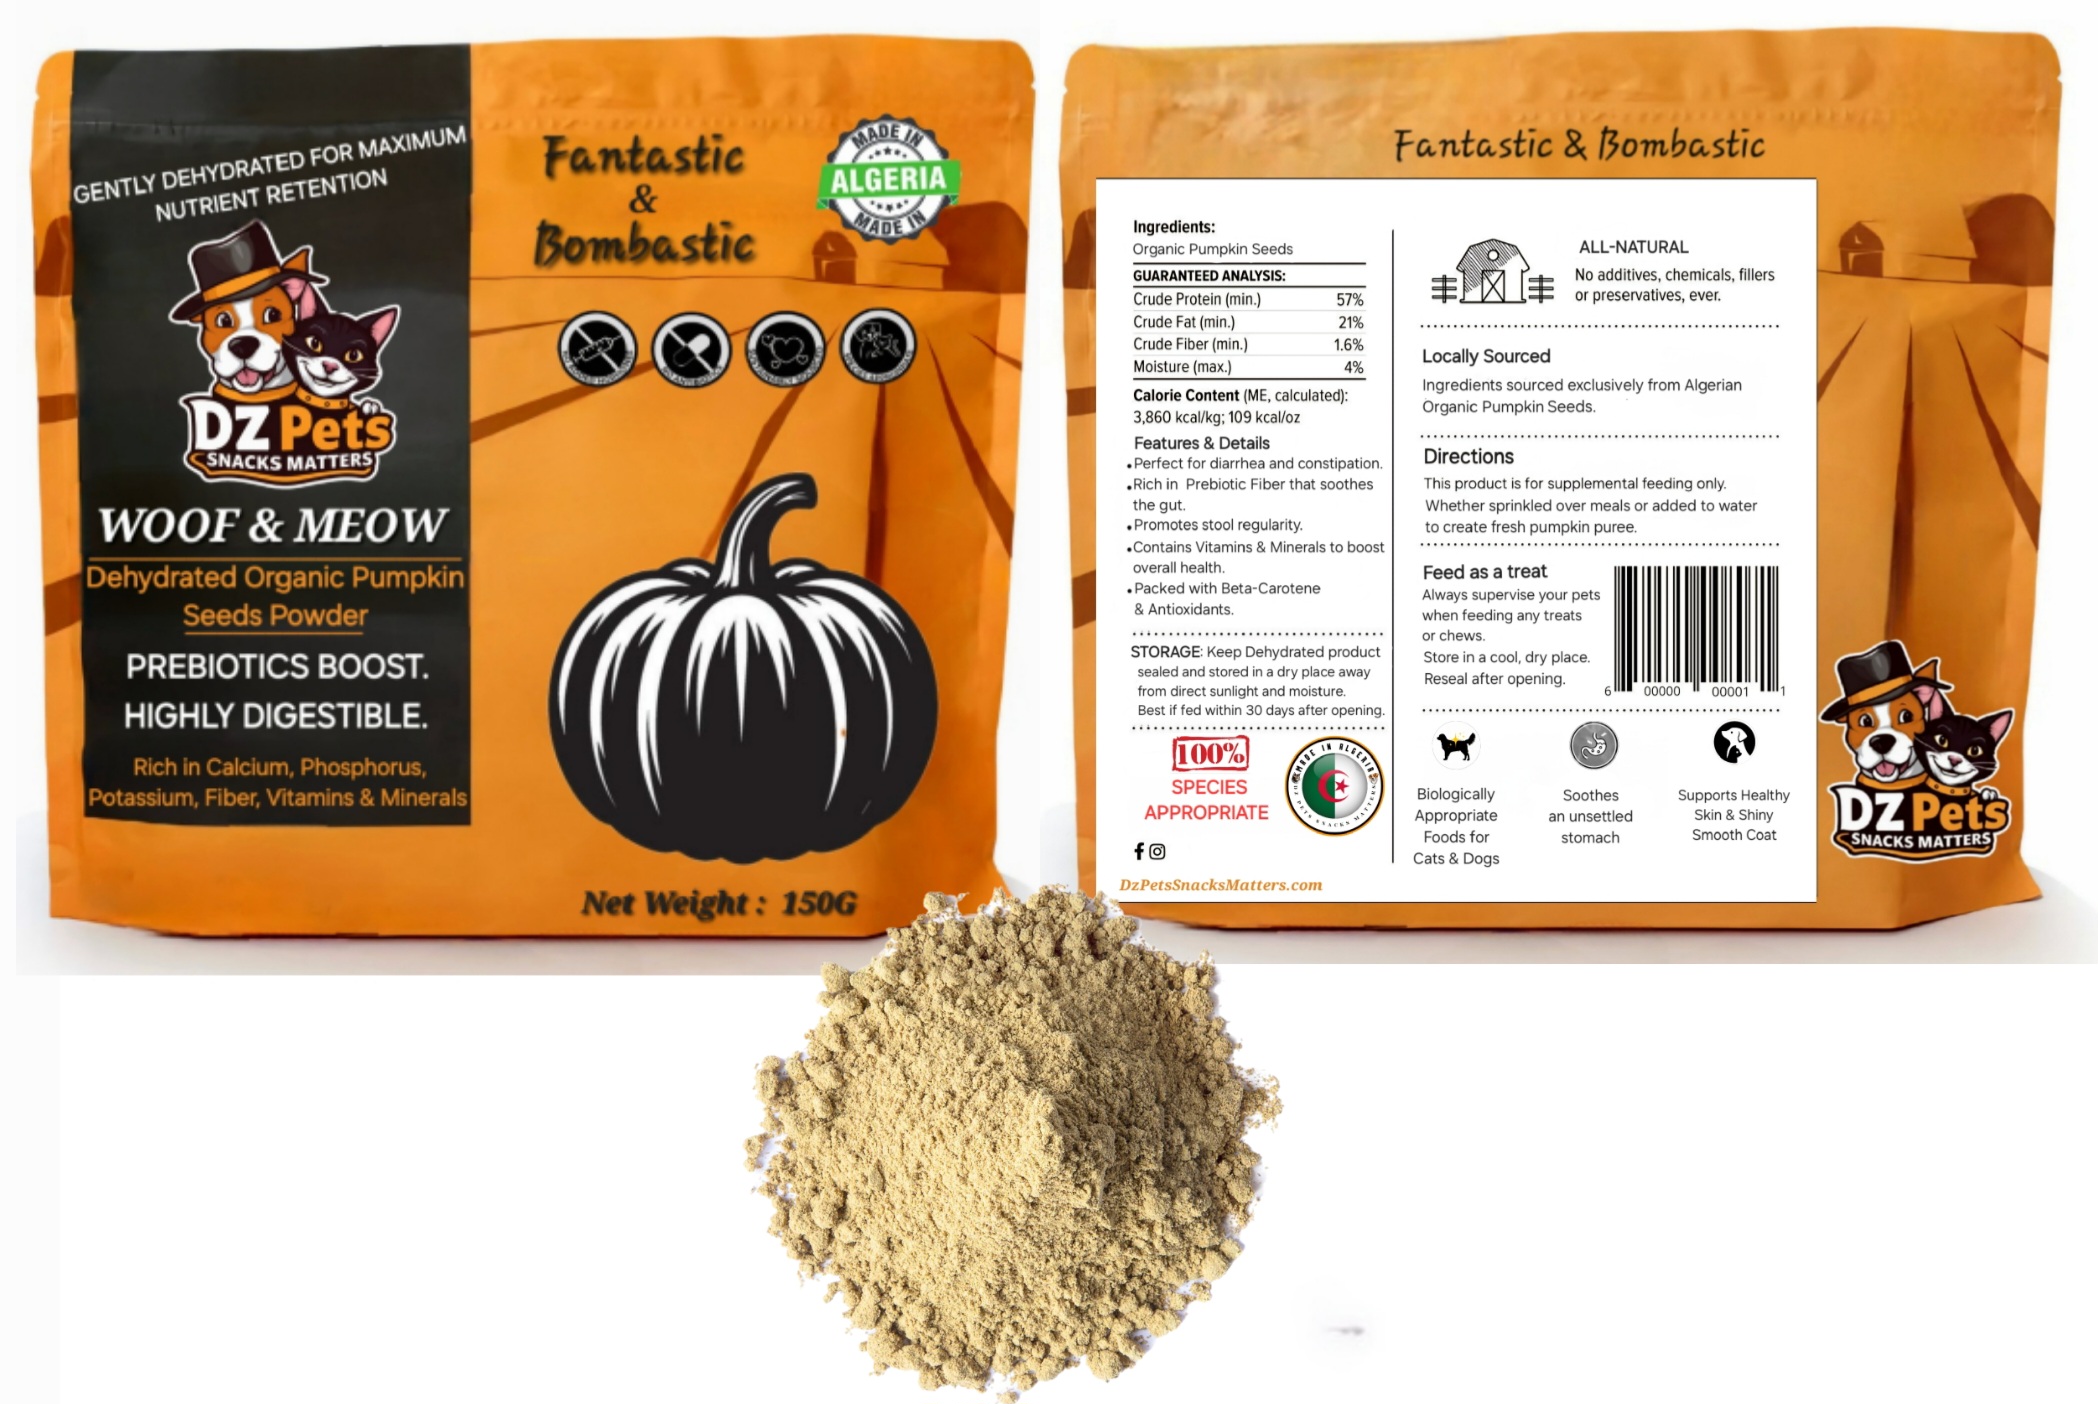 GENTLY DEHYDRATED FOR MAXIMUM
NUTRIENT RETENTION
DZ Pets
SNACKS MATTERS
WOOF & MEOW
Dehydrated Organic Pumpkin
Seeds Powder
PREBIOTICS BOOST.
HIGHLY DIGESTIBLE.
Rich in Calcium, Phosphorus,
Potassium, Fiber, Vitamins & Minerals
Fantastic
&
Bombastic
MADE IN
ALGERIA
MADE IN
NO ANTIBIOTICS
Net Weight : 150G
Fantastic & Bombastic
Ingredients:
Organic Pumpkin Seeds
GUARANTEED ANALYSIS:
Crude Protein (min.) 57%
Crude Fat (min.) 21%
Crude Fiber (min.) 1.6%
Moisture (max.) 4%
Calorie Content (ME, calculated):
3,860 kcal/kg; 109 kcal/oz
Features & Details
•Perfect for diarrhea and constipation.
•Rich in Prebiotic Fiber that soothes
the gut.
•Promotes stool regularity.
•Contains Vitamins & Minerals to boost
overall health.
•Packed with Beta-Carotene
& Antioxidants.
STORAGE: Keep Dehydrated product
sealed and stored in a dry place away
from direct sunlight and moisture.
Best if fed within 30 days after opening.
100%
SPECIES
APPROPRIATE
MADE IN ALGERIA
PETS SNACKS MATTERS
DzPetsSnacksMatters.com
ALL-NATURAL
No additives, chemicals, fillers
or preservatives, ever.
Locally Sourced
Ingredients sourced exclusively from Algerian
Organic Pumpkin Seeds.
Directions
This product is for supplemental feeding only.
Whether sprinkled over meals or added to water
to create fresh pumpkin puree.
Feed as a treat
Always supervise your pets
when feeding any treats
or chews.
Store in a cool, dry place.
Reseal after opening.
6 00000 00001 1
Biologically
Appropriate
Foods for
Cats & Dogs
Soothes
an unsettled
stomach
Supports Healthy
Skin & Shiny
Smooth Coat
DZ Pets
SNACKS MATTERS